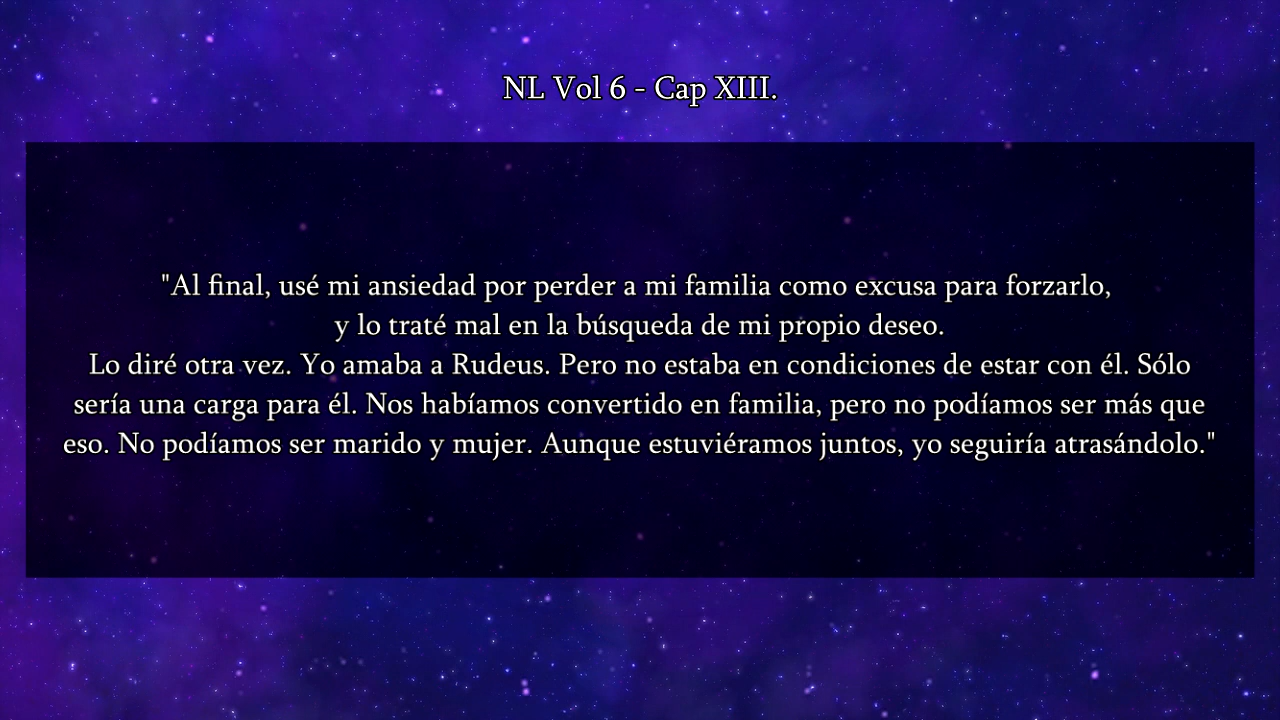 NL Vol 6 - Cap XIII.
"Al final, usé mi ansiedad por perder a mi familia como excusa para forzarlo,
y lo traté mal en la búsqueda de mi propio deseo.
Lo diré otra vez. Yo amaba a Rudeus. Pero no estaba en condiciones de estar con él. Sólo
sería una carga para él. Nos habíamos convertido en familia, pero no podíamos ser más que
eso. No podíamos ser marido y mujer. Aunque estuviéramos juntos, yo seguiría atrasándolo."